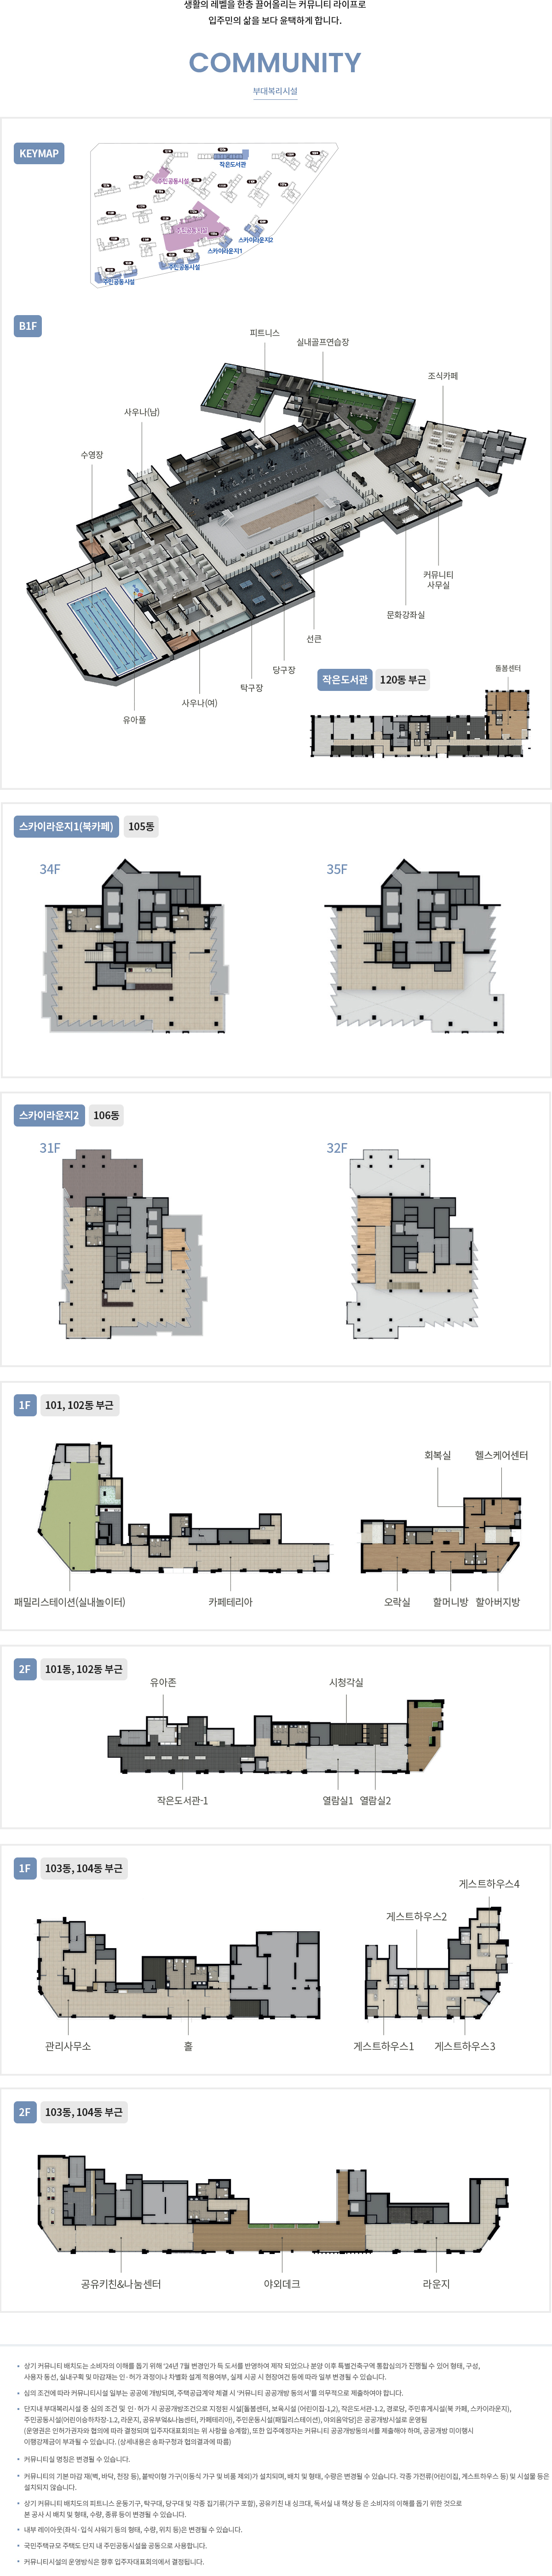 생활의 레벨을 한층 끌어올리는 커뮤니티 라이프로
입주민의 삶을 보다 윤택하게 합니다.
COMMUNITY
부대복리시설
KEYMAP
작은도서관
주민공동시설
주민공동시설
스카이라운지2
스카이라운지1
주민공동시설
주민공동시설
B1F
피트니스
실내골프연습장
조식카페
사우나(남)
수영장
커뮤니티
사무실
문화강좌실
선큰
당구장
탁구장
사우나(여)
유아풀
작은도서관 120동 부근
돌봄센터
스카이라운지1(북카페) 105동
34F
35F
스카이라운지2 106동
31F
32F
1F 101, 102동 부근
회복실
헬스케어센터
패밀리스테이션(실내놀이터)
카페테리아
오락실
할머니방
할아버지방
2F 101동, 102동 부근
유아존
시청각실
작은도서관-1
열람실1
열람실2
1F 103동, 104동 부근
게스트하우스4
게스트하우스2
관리사무소
홀
게스트하우스1
게스트하우스3
2F 103동, 104동 부근
공유키친&나눔센터
야외데크
라운지
• 상기 커뮤니티 배치도는 소비자의 이해를 돕기 위해 '24년 7월 변경인가 득 도서를 반영하여 제작 되었으나 분양 이후 특별건축구역 통합심의가 진행될 수 있어 형태, 구성,
사용자 동선, 실내구획 및 마감재는 인·허가 과정이나 차별화 설계 적용여부, 실제 시공 시 현장여건 등에 따라 일부 변경될 수 있습니다.
• 심의 조건에 따라 커뮤니티시설 일부는 공공에 개방되며, 주택공급계약 체결 시 '커뮤니티 공공개방 동의서'를 의무적으로 제출하여야 합니다.
• 단지내 부대복리시설 중 심의 조건 및 인·허가 시 공공개방조건으로 지정된 시설[돌봄센터, 보육시설 (어린이집-1,2), 작은도서관-1.2, 경로당, 주민휴게시설(북 카페, 스카이라운지),
주민공동시설(어린이승하차장-1.2, 라운지, 공유부엌&나눔센터, 카페테리아), 주민운동시설(패밀리스테이션), 야외음악당]은 공공개방시설로 운영됨
(운영권은 인허가권자와 협의에 따라 결정되며 입주자대표회의는 위 사항을 승계함), 또한 입주예정자는 커뮤니티 공공개방동의서를 제출해야 하며, 공공개방 미이행시
이행강제금이 부과될 수 있습니다. (상세내용은 송파구청과 협의결과에 따름)
• 커뮤니티실 명칭은 변경될 수 있습니다.
• 커뮤니티의 기본 마감 재(벽, 바닥, 천장 등), 붙박이형 가구(이동식 가구 및 비품 제외)가 설치되며, 배치 및 형태, 수량은 변경될 수 있습니다. 각종 가전류(어린이집, 게스트하우스 등) 및 시설물 등은
설치되지 않습니다.
• 상기 커뮤니티 배치도의 피트니스 운동기구, 탁구대, 당구대 및 각종 집기류(가구 포함), 공유키친 내 싱크대, 독서실 내 책상 등 은 소비자의 이해를 돕기 위한 것으로
본 공사 시 배치 및 형태, 수량, 종류 등이 변경될 수 있습니다.
• 내부 레이아웃(좌식·입식 샤워기 등의 형태, 수량, 위치 등)은 변경될 수 있습니다.
• 국민주택규모 주택도 단지 내 주민공동시설을 공동으로 사용합니다.
• 커뮤니티시설의 운영방식은 향후 입주자대표회의에서 결정됩니다.